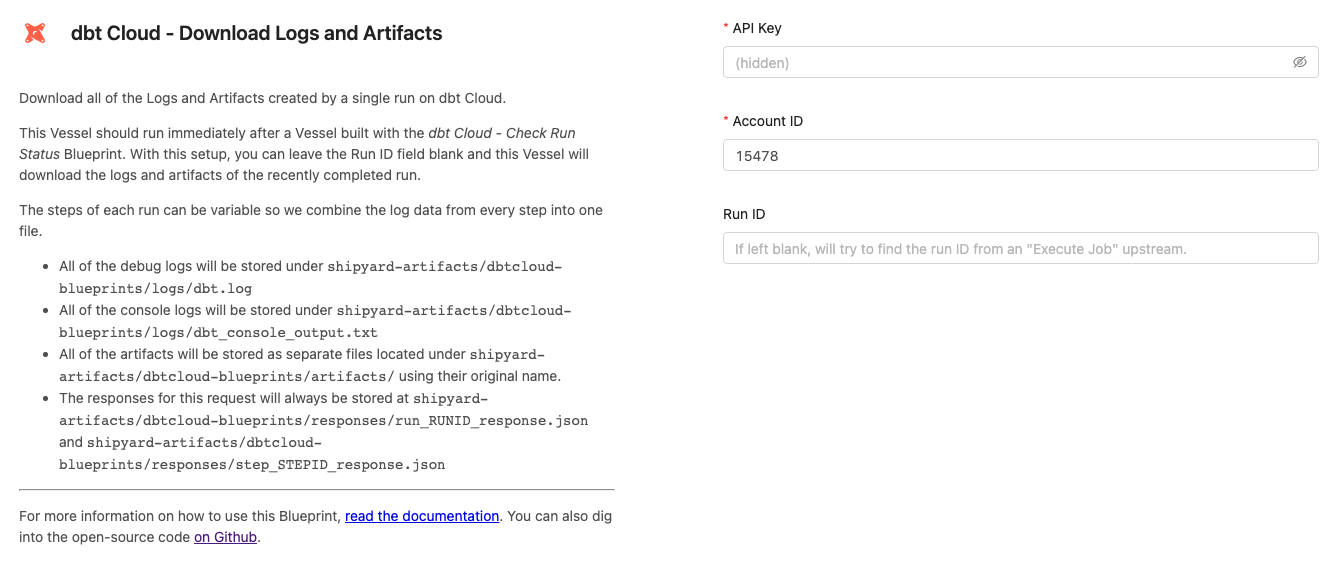 dbt Cloud - Download Logs and Artifacts
Download all of the Logs and Artifacts created by a single run on dbt Cloud.
This Vessel should run immediately after a Vessel built with the dbt Cloud - Check Run
Status Blueprint. With this setup, you can leave the Run ID field blank and this Vessel will
download the logs and artifacts of the recently completed run.
The steps of each run can be variable so we combine the log data from every step into one
file.
• All of the debug logs will be stored under shipyard-artifacts/dbtcloud-
blueprints/logs/dbt.log
• All of the console logs will be stored under shipyard-artifacts/dbtcloud-
blueprints/logs/dbt_console_output.txt
• All of the artifacts will be stored as separate files located under shipyard-
artifacts/dbtcloud-blueprints/artifacts/ using their original name.
• The responses for this request will always be stored at shipyard-
artifacts/dbtcloud-blueprints/responses/run_RUNID_response.json
and shipyard-artifacts/dbtcloud-
blueprints/responses/step_STEPID_response.json
For more information on how to use this Blueprint, read the documentation. You can also dig
into the open-source code on Github.
* API Key
(hidden)
* Account ID
15478
Run ID
If left blank, will try to find the run ID from an "Execute Job" upstream.